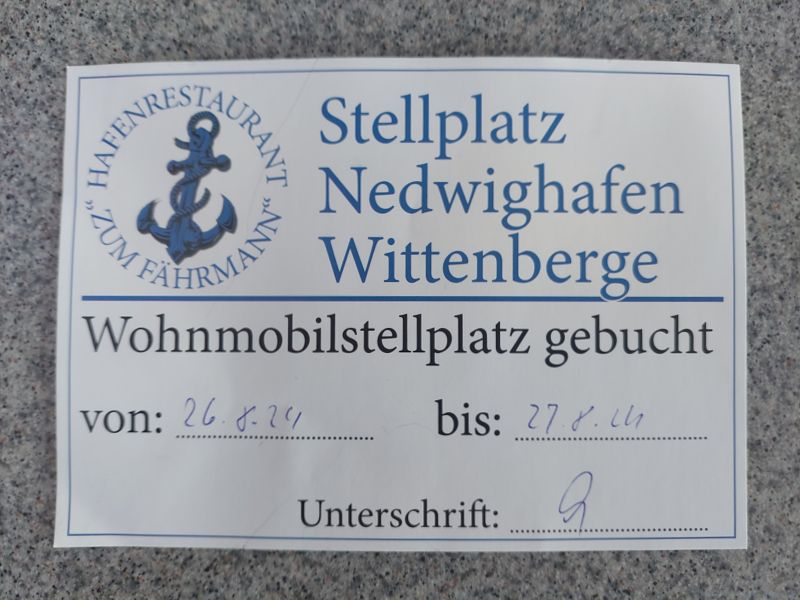 HAFENRESTAURANT
„ZUM FÄHRMANN“
Stellplatz
Nedwighafen
Wittenberge
Wohnmobilstellplatz gebucht
von: 26.8.24 bis: 27.8.24
Unterschrift: